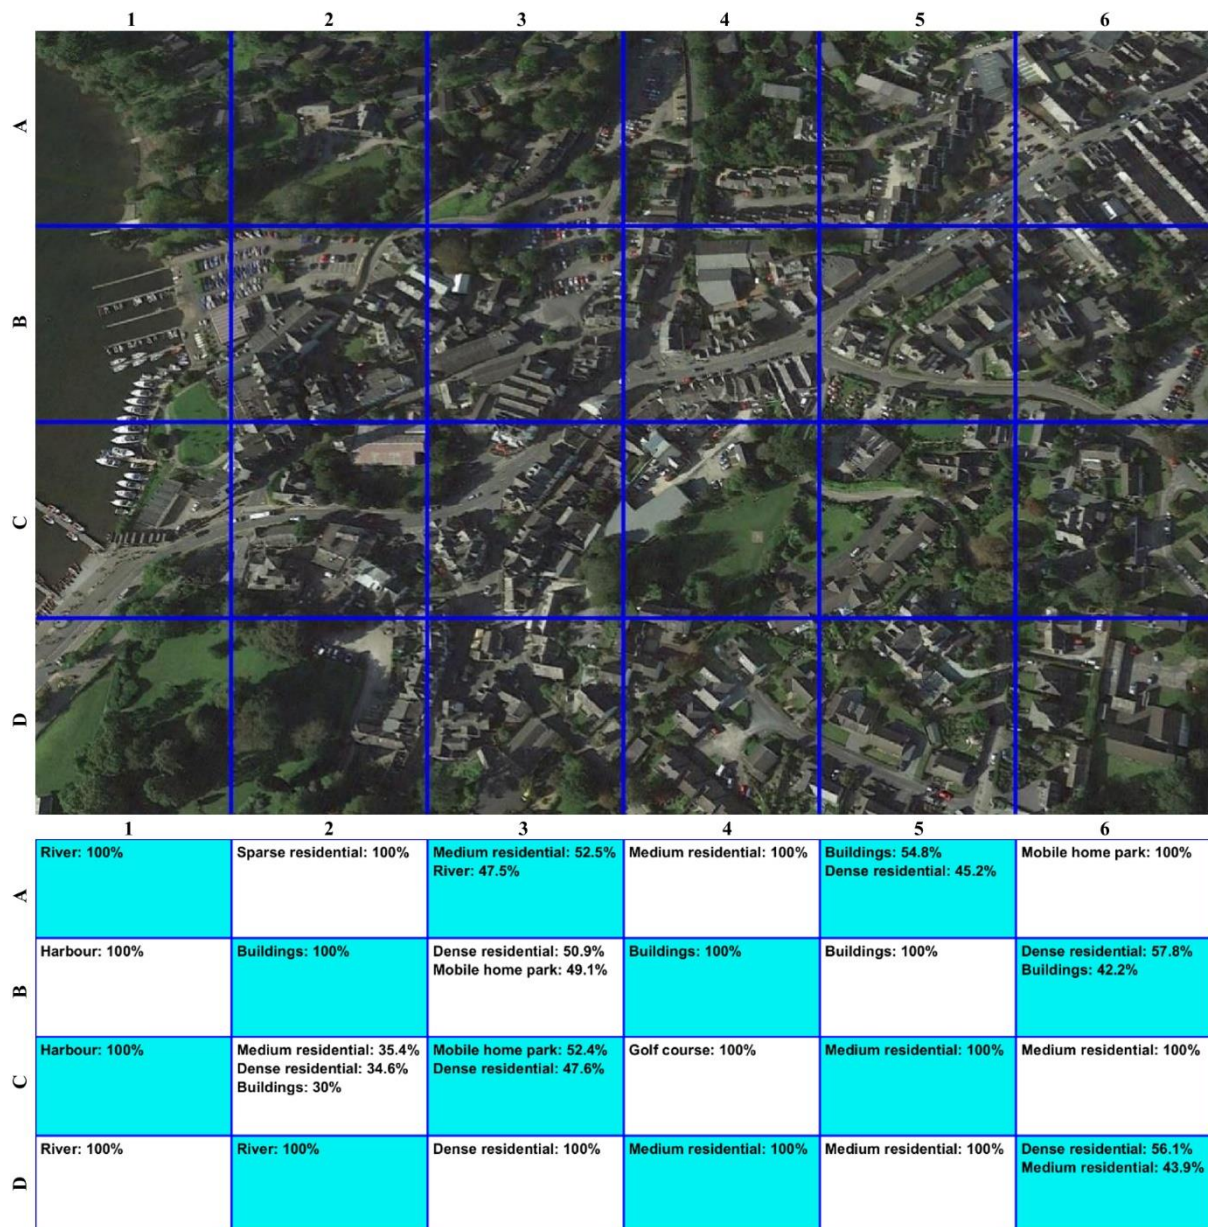 1 2 3 4 5 6
A
B
C
D
1 2 3 4 5 6
A
River: 100%
Sparse residential: 100%
Medium residential: 52.5%
River: 47.5%
Medium residential: 100%
Buildings: 54.8%
Dense residential: 45.2%
Mobile home park: 100%
B
Harbour: 100%
Buildings: 100%
Dense residential: 50.9%
Mobile home park: 49.1%
Buildings: 100%
Buildings: 100%
Dense residential: 57.8%
Buildings: 42.2%
C
Harbour: 100%
Medium residential: 35.4%
Dense residential: 34.6%
Buildings: 30%
Mobile home park: 52.4%
Dense residential: 47.6%
Golf course: 100%
Medium residential: 100%
Medium residential: 100%
D
River: 100%
River: 100%
Dense residential: 100%
Medium residential: 100%
Medium residential: 100%
Dense residential: 56.1%
Medium residential: 43.9%